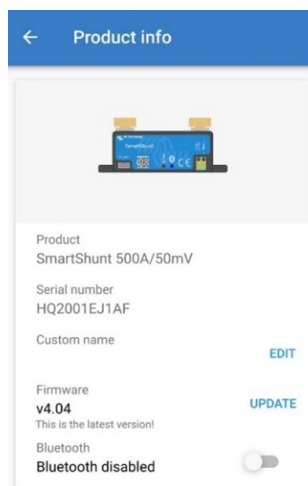 ← Product info
SmartShunt
Product
SmartShunt 500A/50mV
Serial number
HQ2001EJ1AF
Custom name
EDIT
Firmware
v4.04
UPDATE
This is the latest version!
Bluetooth
Bluetooth disabled